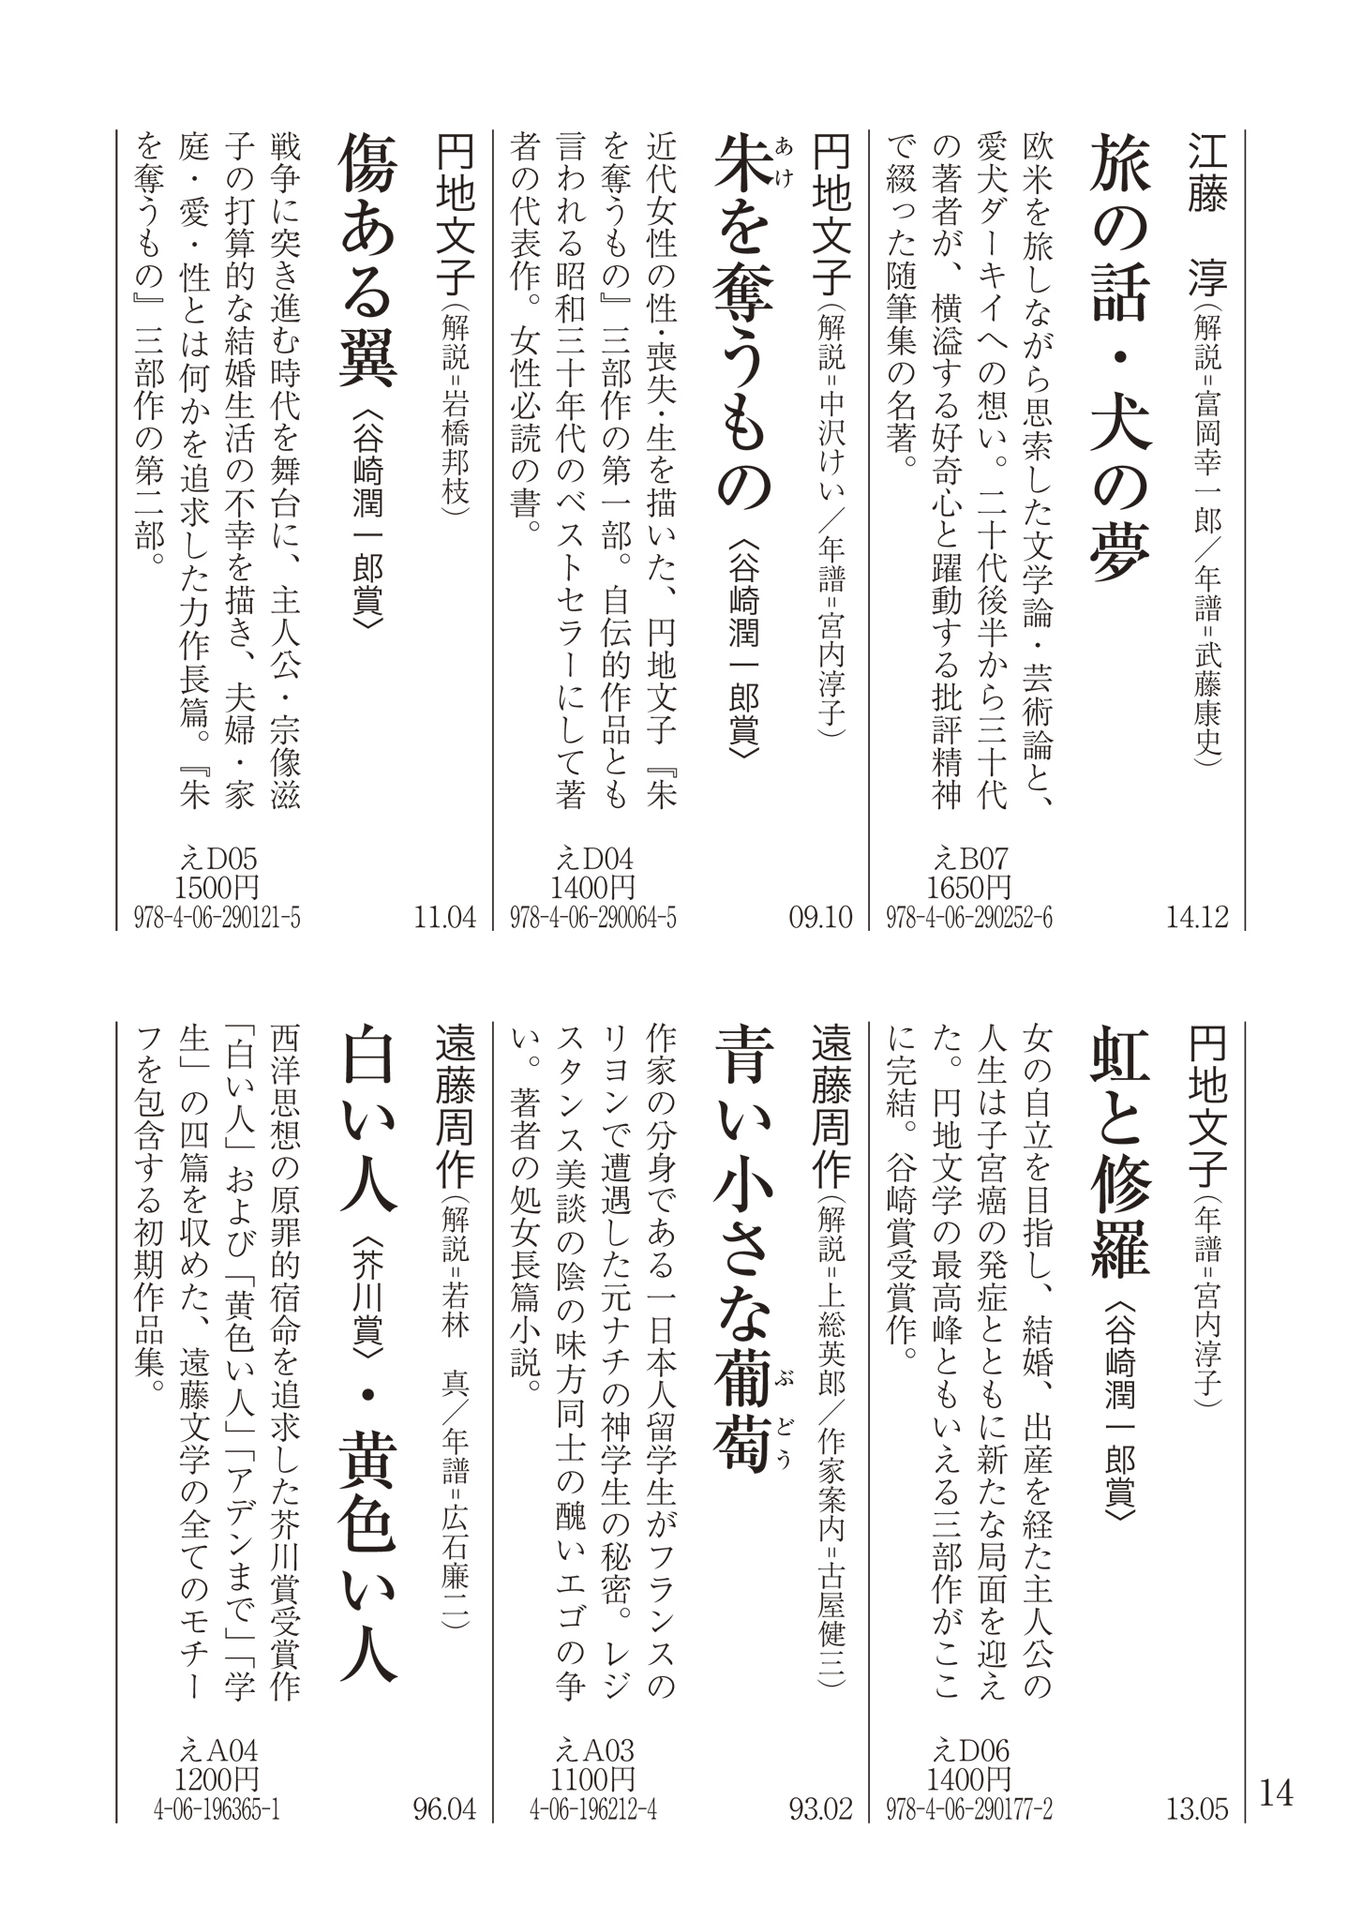 江藤　淳（解説＝富岡幸一郎／年譜＝武藤康史）
旅の話・犬の夢
欧米を旅しながら思索した文学論・芸術論と、
愛犬ダーキイへの想い。二十代後半から三十代
の著者が、横溢する好奇心と躍動する批評精神
で綴った随筆集の名著。
えB07
1650円
978-4-06-290252-6
14.12
円地文子（解説＝中沢けい／年譜＝宮内淳子）
朱を奪うもの〈谷崎潤一郎賞〉
あけ
近代女性の性・喪失・生を描いた、円地文子『朱
を奪うもの』三部作の第一部。自伝的作品とも
言われる昭和三十年代のベストセラーにして著
者の代表作。女性必読の書。
えD04
1400円
978-4-06-290064-5
09.10
円地文子（解説＝岩橋邦枝）
傷ある翼〈谷崎潤一郎賞〉
戦争に突き進む時代を舞台に、主人公・宗像滋
子の打算的な結婚生活の不幸を描き、夫婦・家
庭・愛・性とは何かを追求した力作長篇。『朱
を奪うもの』三部作の第二部。
えD05
1500円
978-4-06-290121-5
11.04
円地文子（年譜＝宮内淳子）
虹と修羅〈谷崎潤一郎賞〉
女の自立を目指し、結婚、出産を経た主人公の
人生は子宮癌の発症とともに新たな局面を迎え
た。円地文学の最高峰ともいえる三部作がここ
に完結。谷崎賞受賞作。
えD06
1400円
978-4-06-290177-2
13.05
遠藤周作（解説＝上総英郎／作家案内＝古屋健三）
青い小さな葡萄
ぶどう
作家の分身である一日本人留学生がフランスの
リヨンで遭遇した元ナチの神学生の秘密。レジ
スタンス美談の陰の味方同士の醜いエゴの争
い。著者の処女長篇小説。
えA03
1100円
4-06-196212-4
93.02
遠藤周作（解説＝若林　真／年譜＝広石廉二）
白い人〈芥川賞〉・黄色い人
西洋思想の原罪的宿命を追求した芥川賞受賞作
「白い人」および「黄色い人」「アデンまで」「学
生」の四篇を収めた、遠藤文学の全てのモチー
フを包含する初期作品集。
えA04
1200円
4-06-196365-1
96.04
14